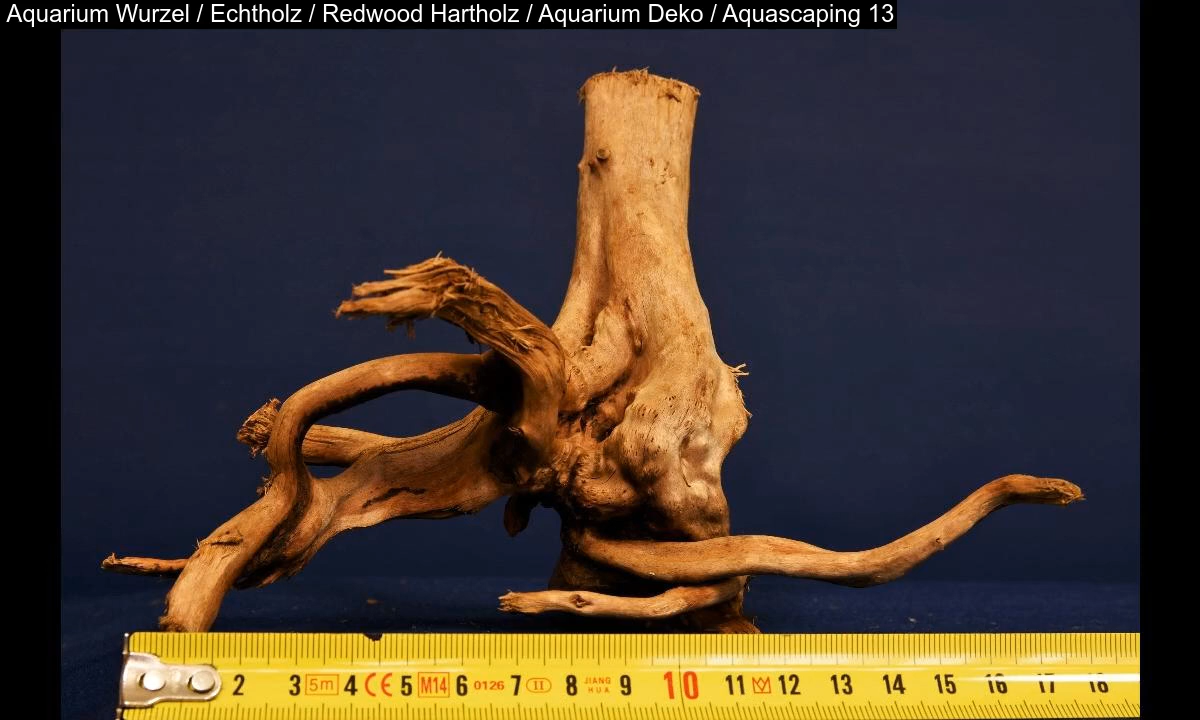 Aquarium Wurzel / Echtholz / Redwood Hartholz / Aquarium Deko / Aquascaping 13
2 3 5m 4 CE 5 M14 6 0126 7 II 8 JIANG HUA 9 10 11 12 13 14 15 16 17 18